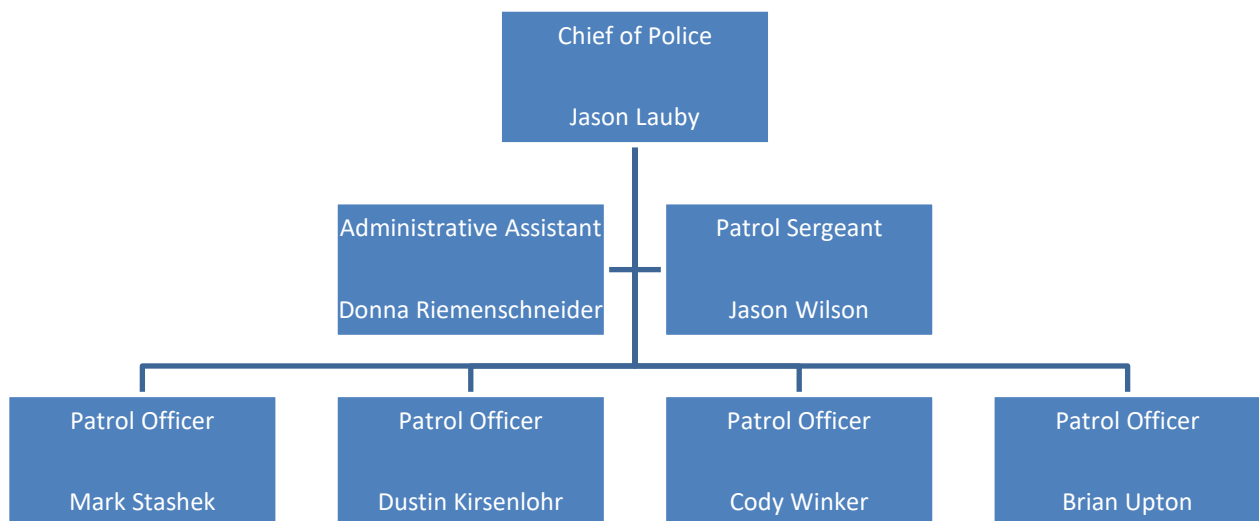 Chief of Police
Jason Lauby
Administrative Assistant
Donna Riemenschneider
Patrol Sergeant
Jason Wilson
Patrol Officer
Mark Stashek
Patrol Officer
Dustin Kirsenlohr
Patrol Officer
Cody Winker
Patrol Officer
Brian Upton